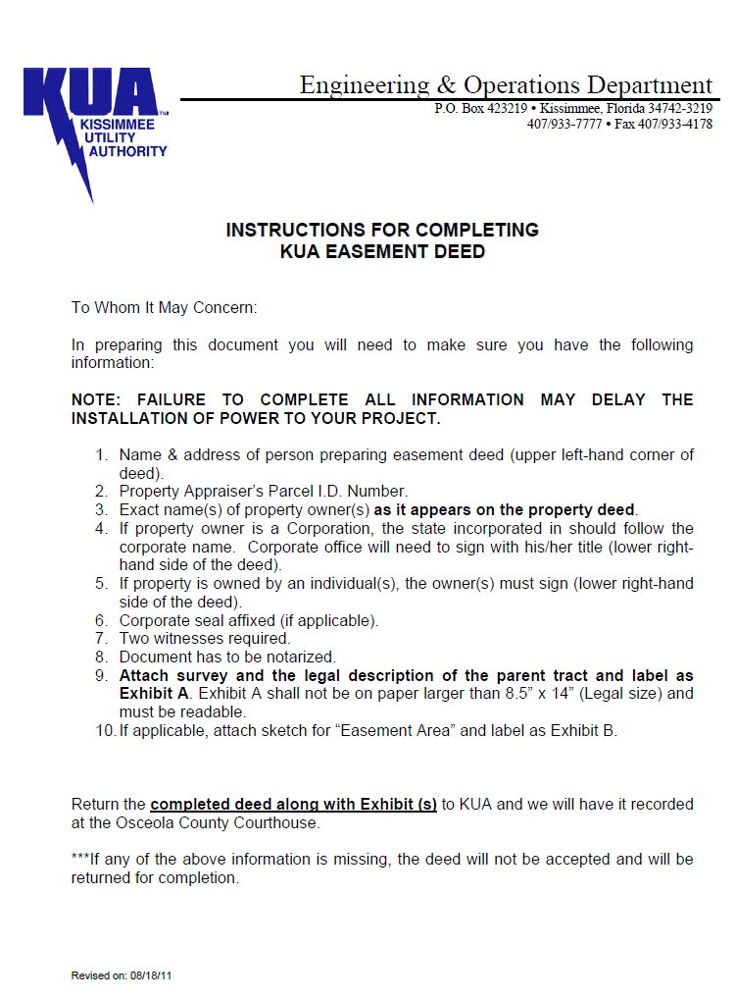 KUA™
KISSIMMEE
UTILITY
AUTHORITY
Engineering & Operations Department
P.O. Box 423219 • Kissimmee, Florida 34742-3219
407/933-7777 • Fax 407/933-4178
INSTRUCTIONS FOR COMPLETING
KUA EASEMENT DEED
To Whom It May Concern:
In preparing this document you will need to make sure you have the following
information:
NOTE: FAILURE TO COMPLETE ALL INFORMATION MAY DELAY THE
INSTALLATION OF POWER TO YOUR PROJECT.
1. Name & address of person preparing easement deed (upper left-hand corner of
deed).
2. Property Appraiser's Parcel I.D. Number.
3. Exact name(s) of property owner(s) as it appears on the property deed.
4. If property owner is a Corporation, the state incorporated in should follow the
corporate name. Corporate office will need to sign with his/her title (lower right-
hand side of the deed).
5. If property is owned by an individual(s), the owner(s) must sign (lower right-hand
side of the deed).
6. Corporate seal affixed (if applicable).
7. Two witnesses required.
8. Document has to be notarized.
9. Attach survey and the legal description of the parent tract and label as
Exhibit A. Exhibit A shall not be on paper larger than 8.5" x 14" (Legal size) and
must be readable.
10. If applicable, attach sketch for "Easement Area" and label as Exhibit B.
Return the completed deed along with Exhibit (s) to KUA and we will have it recorded
at the Osceola County Courthouse.
***If any of the above information is missing, the deed will not be accepted and will be
returned for completion.
Revised on: 08/18/11